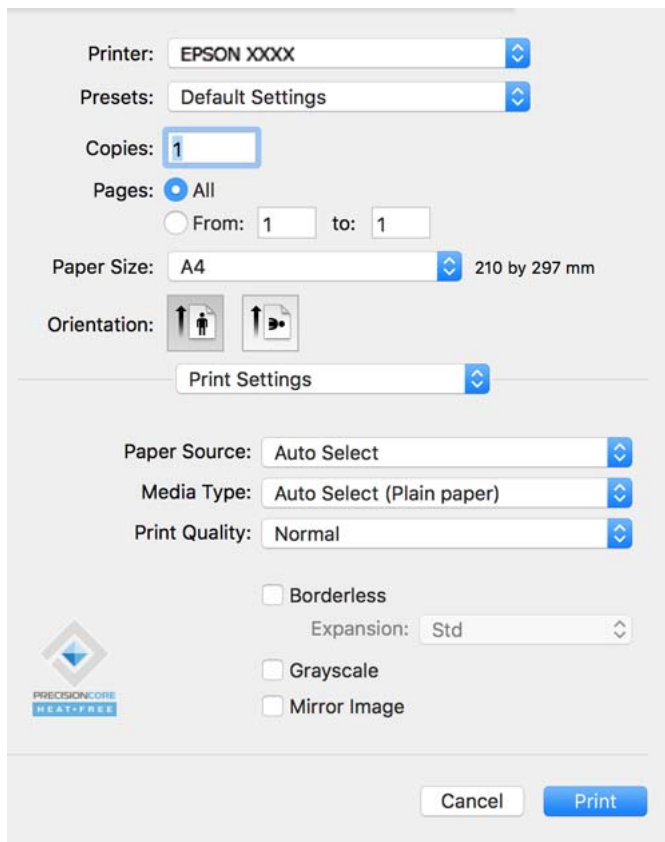 Printer: EPSON XXXX
Presets: Default Settings
Copies: 1
Pages: All
From: 1 to: 1
Paper Size: A4 210 by 297 mm
Orientation:
Print Settings
Paper Source: Auto Select
Media Type: Auto Select (Plain paper)
Print Quality: Normal
Borderless
Expansion: Std
Grayscale
Mirror Image
PRECISIONCORE
HEAT-FREE
Cancel Print